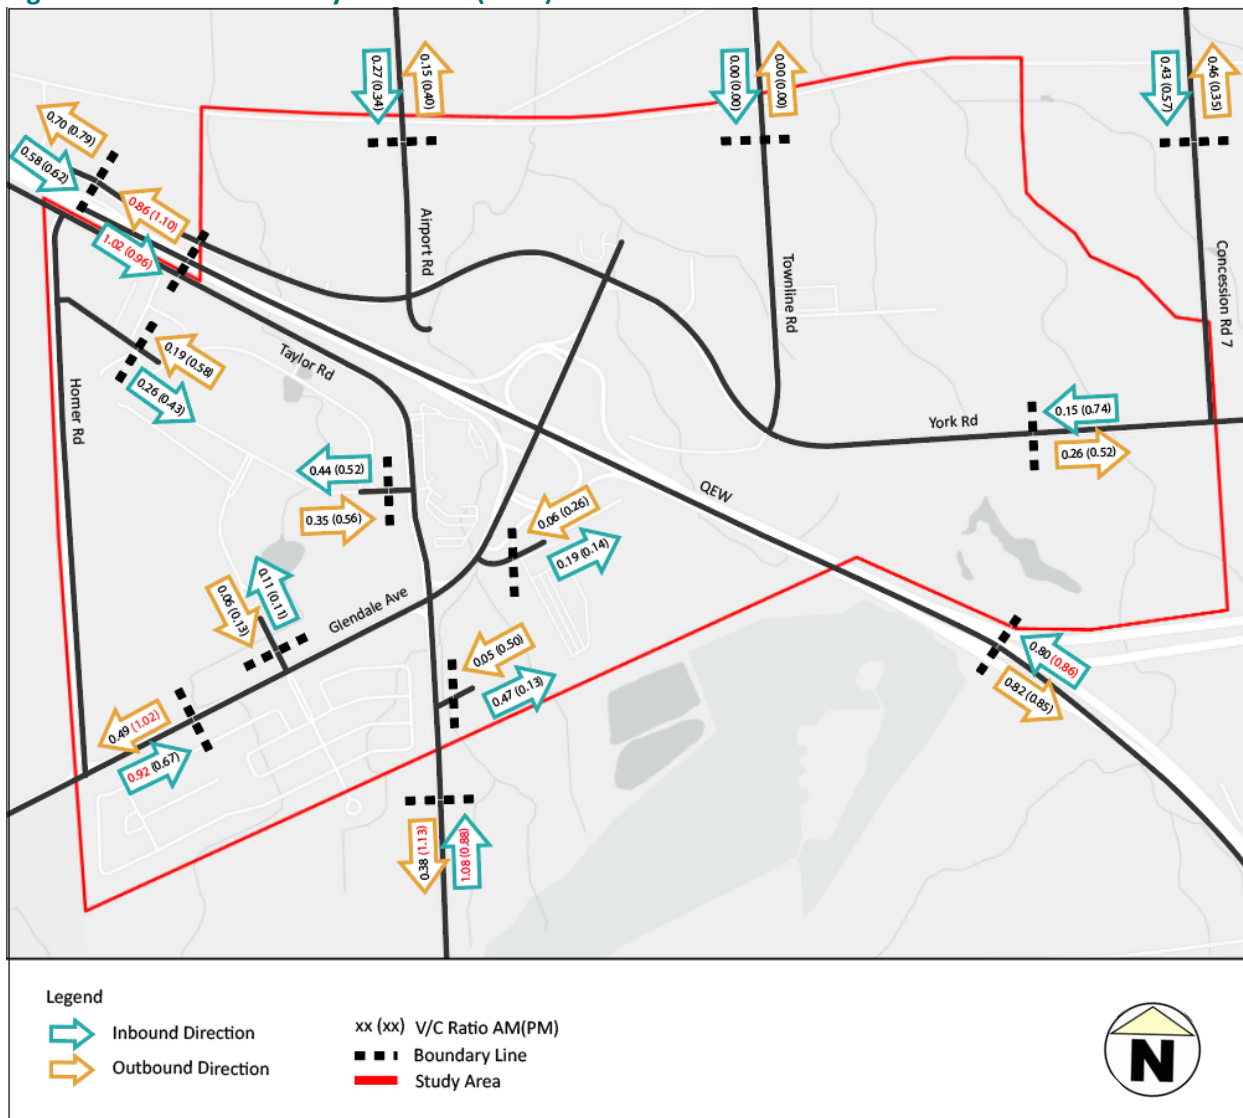 0.27 (0.34)
0.15 (0.40)
0.00 (0.00)
0.00 (0.00)
0.43 (0.57)
0.46 (0.35)
0.70 (0.79)
0.58 (0.62)
0.86 (1.10)
1.02 (0.96)
Airport Rd
Townline Rd
Concession Rd 7
0.19 (0.58)
0.26 (0.43)
Taylor Rd
Homer Rd
0.15 (0.74)
York Rd
0.26 (0.52)
0.44 (0.52)
0.35 (0.56)
QEW
0.06 (0.26)
0.19 (0.14)
0.06 (0.13)
0.11 (0.11)
Glendale Ave
0.05 (0.50)
0.47 (0.13)
0.80 (0.86)
0.82 (0.85)
0.49 (1.02)
0.92 (0.67)
0.38 (1.13)
1.08 (0.88)
Legend
Inbound Direction
Outbound Direction
xx (xx) V/C Ratio AM(PM)
Boundary Line
Study Area
N